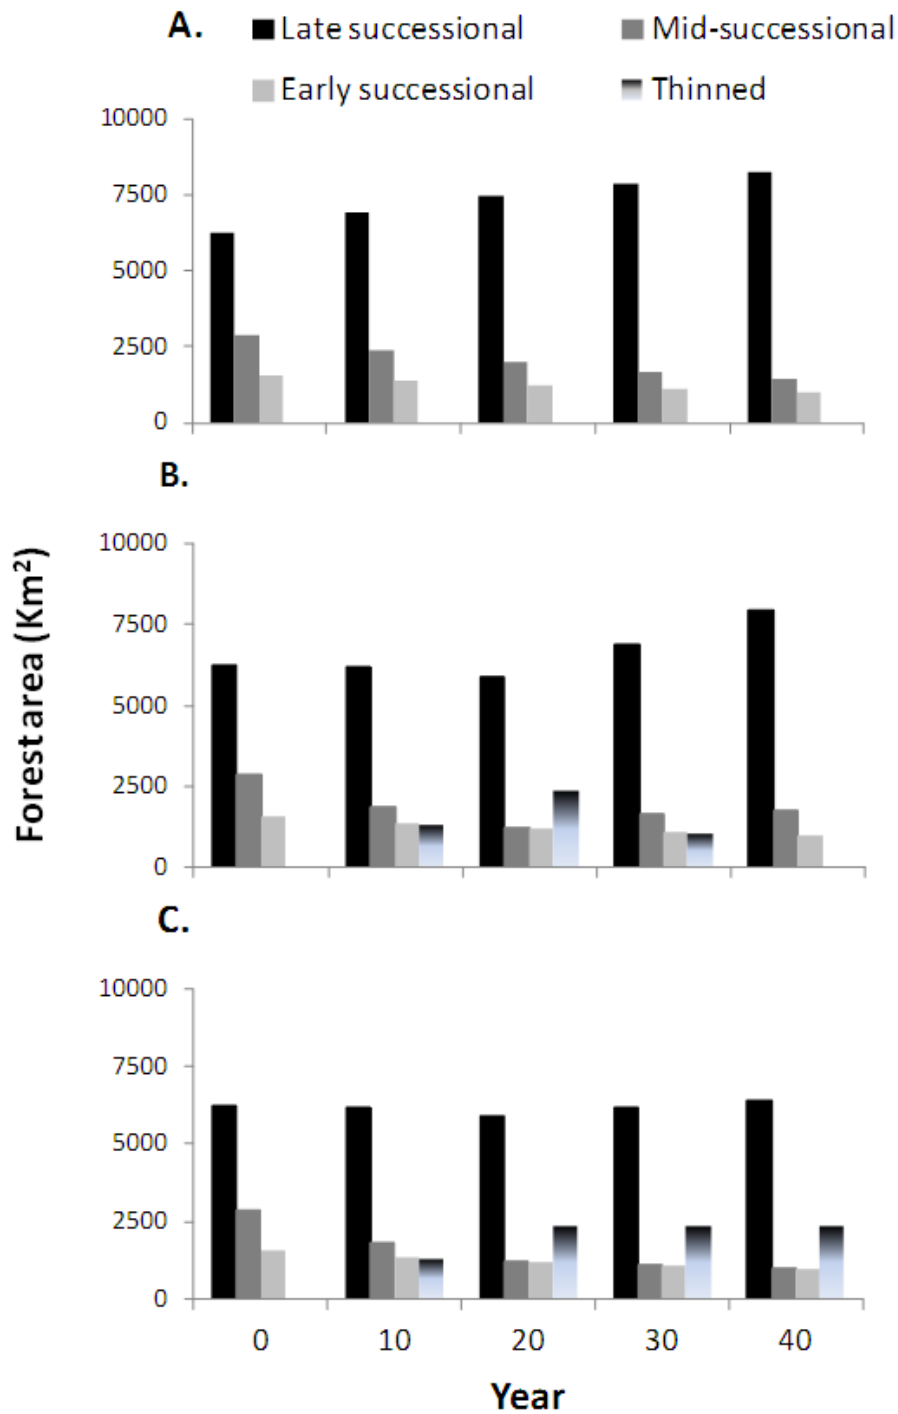 A.
Late successional
Mid-successional
Early successional
Thinned
10000
7500
5000
2500
0
B.
10000
7500
5000
2500
0
C.
10000
7500
5000
2500
0
Forest area (Km²)
0 10 20 30 40
Year